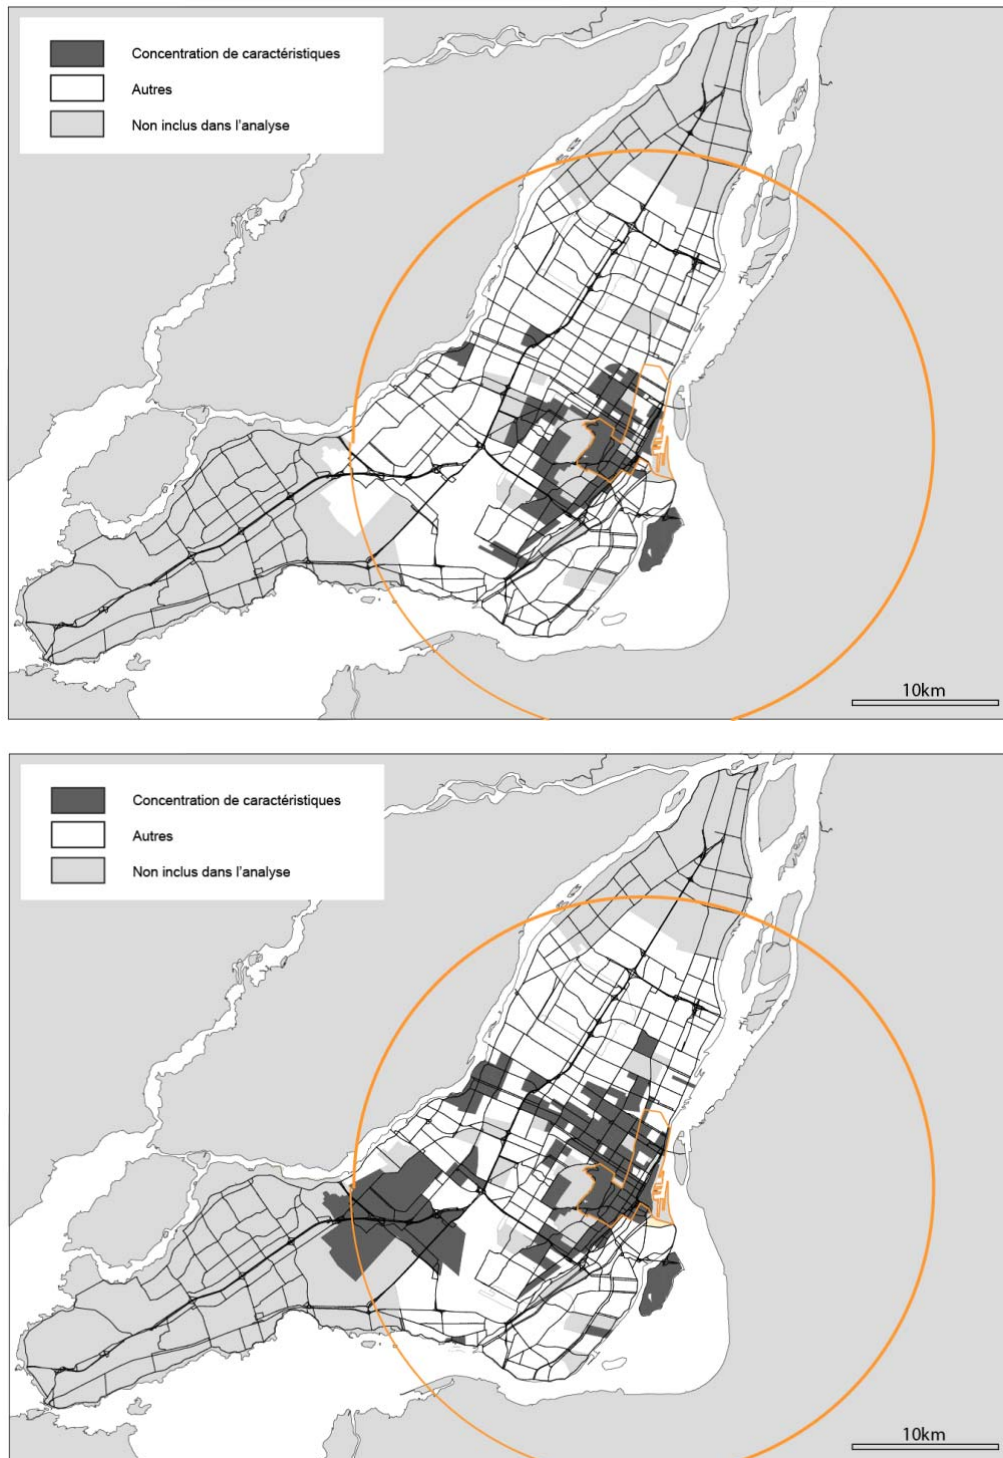 Concentration de caractéristiques
Autres
Non inclus dans l'analyse
10km
Concentration de caractéristiques
Autres
Non inclus dans l'analyse
10km